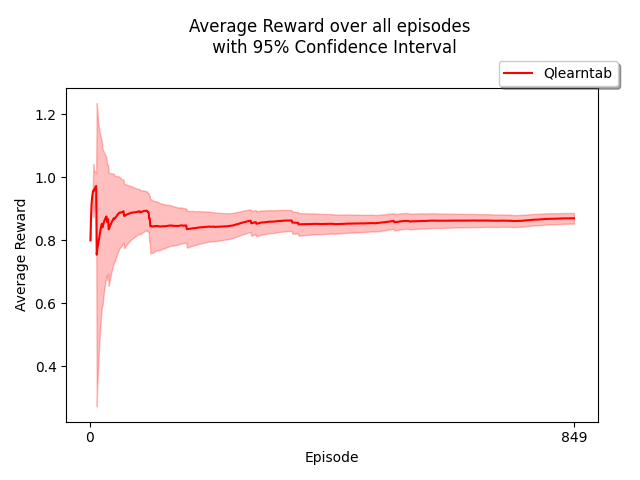 Average Reward over all episodes
with 95% Confidence Interval
Qlearntab
1.2
1.0
0.8
0.6
0.4
Average Reward
0
849
Episode